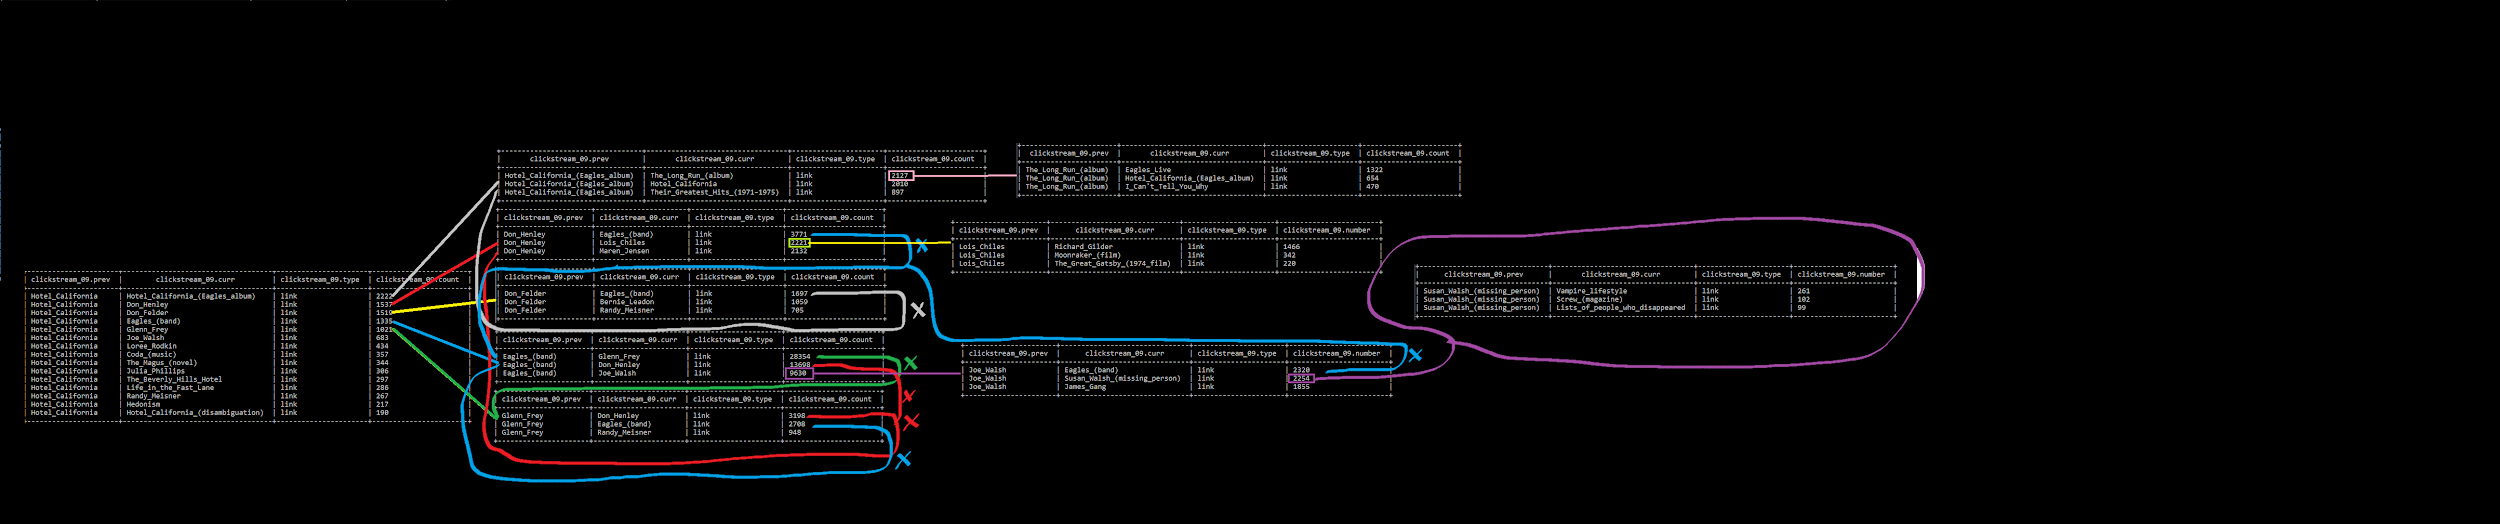 | clickstream_09.prev | clickstream_09.curr | clickstream_09.type | clickstream_09.count |
| Hotel_California | Hotel_California_(Eagles_album) | link | 2222
| Hotel_California | Don_Henley | link | 1537
| Hotel_California | Don_Felder | link | 1519
| Hotel_California | Eagles_(band) | link | 1335
| Hotel_California | Glenn_Frey | link | 1021
| Hotel_California | Joe_Walsh | link | 683
| Hotel_California | Loree_Rodkin | link | 434
| Hotel_California | Coda_(music) | link | 357
| Hotel_California | The_Magus_(novel) | link | 344
| Hotel_California | Julia_Phillips | link | 306
| Hotel_California | The_Beverly_Hills_Hotel | link | 297
| Hotel_California | Life_in_the_Fast_Lane | link | 286
| Hotel_California | Randy_Meisner | link | 267
| Hotel_California | Hedonism | link | 217
| Hotel_California | Hotel_California_(disambiguation) | link | 190
| clickstream_09.prev | clickstream_09.curr | clickstream_09.type | clickstream_09.count |
| Hotel_California_(Eagles_album) | The_Long_Run_(album) | link | 2127
| Hotel_California_(Eagles_album) | Hotel_California | link | 2010
| Hotel_California_(Eagles_album) | Their_Greatest_Hits_(1971-1975) | link | 897
| clickstream_09.prev | clickstream_09.curr | clickstream_09.type | clickstream_09.count |
| Don_Henley | Eagles_(band) | link | 3771
| Don_Henley | Lois_Chiles | link | 2221
| Don_Henley | Maren_Jensen | link | 2132
| clickstream_09.prev | clickstream_09.curr | clickstream_09.type | clickstream_09.count |
| Don_Felder | Eagles_(band) | link | 1697
| Don_Felder | Bernie_Leadon | link | 1059
| Don_Felder | Randy_Meisner | link | 705
| clickstream_09.prev | clickstream_09.curr | clickstream_09.type | clickstream_09.count |
| Eagles_(band) | Glenn_Frey | link | 28354
| Eagles_(band) | Don_Henley | link | 13698
| Eagles_(band) | Joe_Walsh | link | 9630
| clickstream_09.prev | clickstream_09.curr | clickstream_09.type | clickstream_09.count |
| Glenn_Frey | Don_Henley | link | 3198
| Glenn_Frey | Eagles_(band) | link | 2708
| Glenn_Frey | Randy_Meisner | link | 948
| clickstream_09.prev | clickstream_09.curr | clickstream_09.type | clickstream_09.count |
| The_Long_Run_(album) | Eagles_Live | link | 1322
| The_Long_Run_(album) | Hotel_California_(Eagles_album) | link | 654
| The_Long_Run_(album) | I_Can't_Tell_You_Why | link | 470
| clickstream_09.prev | clickstream_09.curr | clickstream_09.type | clickstream_09.number |
| Lois_Chiles | Richard_Gilder | link | 1466
| Lois_Chiles | Moonraker_(film) | link | 342
| Lois_Chiles | The_Great_Gatsby_(1974_film) | link | 220
| clickstream_09.prev | clickstream_09.curr | clickstream_09.type | clickstream_09.number |
| Joe_Walsh | Eagles_(band) | link | 2320
| Joe_Walsh | Susan_Walsh_(missing_person) | link | 2254
| Joe_Walsh | James_Gang | link | 1855
| clickstream_09.prev | clickstream_09.curr | clickstream_09.type | clickstream_09.number |
| Susan_Walsh_(missing_person) | Vampire_lifestyle | link | 261
| Susan_Walsh_(missing_person) | Screw_(magazine) | link | 102
| Susan_Walsh_(missing_person) | Lists_of_people_who_disappeared | link | 99